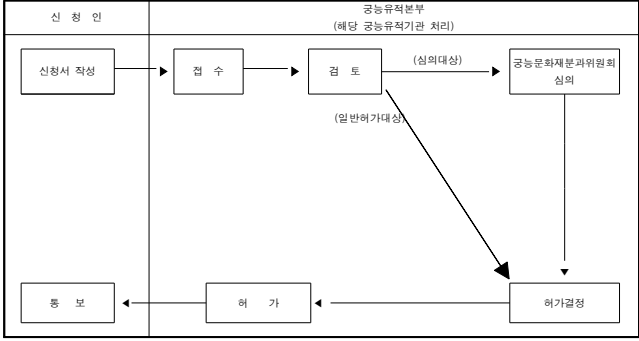 신 청 인
궁능유적본부
(해당 궁능유적기관 처리)
신청서 작성
접 수
검 토
(심의대상)
궁능문화재분과위원회
심의
(일반허가대상)
통 보
허 가
허가결정